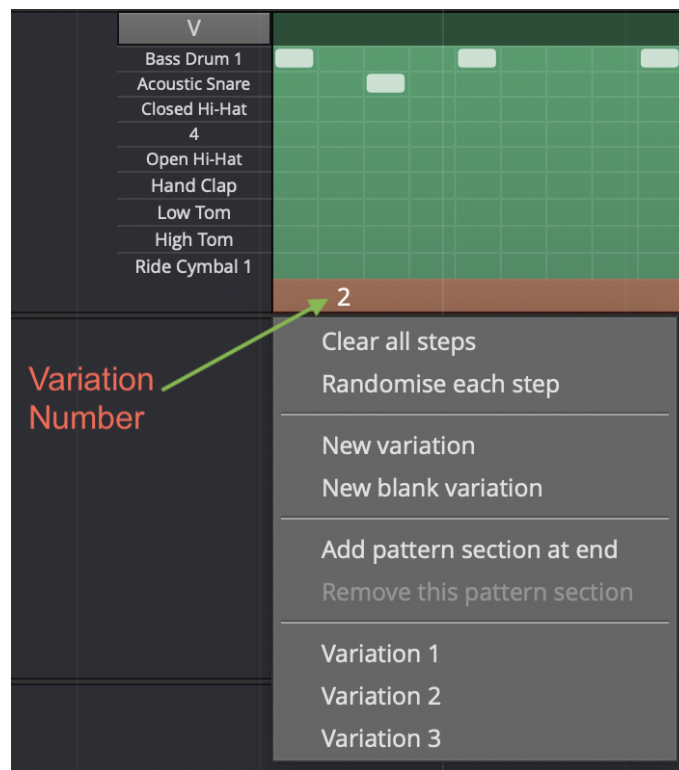 V
Bass Drum 1
Acoustic Snare
Closed Hi-Hat
4
Open Hi-Hat
Hand Clap
Low Tom
High Tom
Ride Cymbal 1
2
Clear all steps
Randomise each step
Variation
Number
New variation
New blank variation
Add pattern section at end
Remove this pattern section
Variation 1
Variation 2
Variation 3